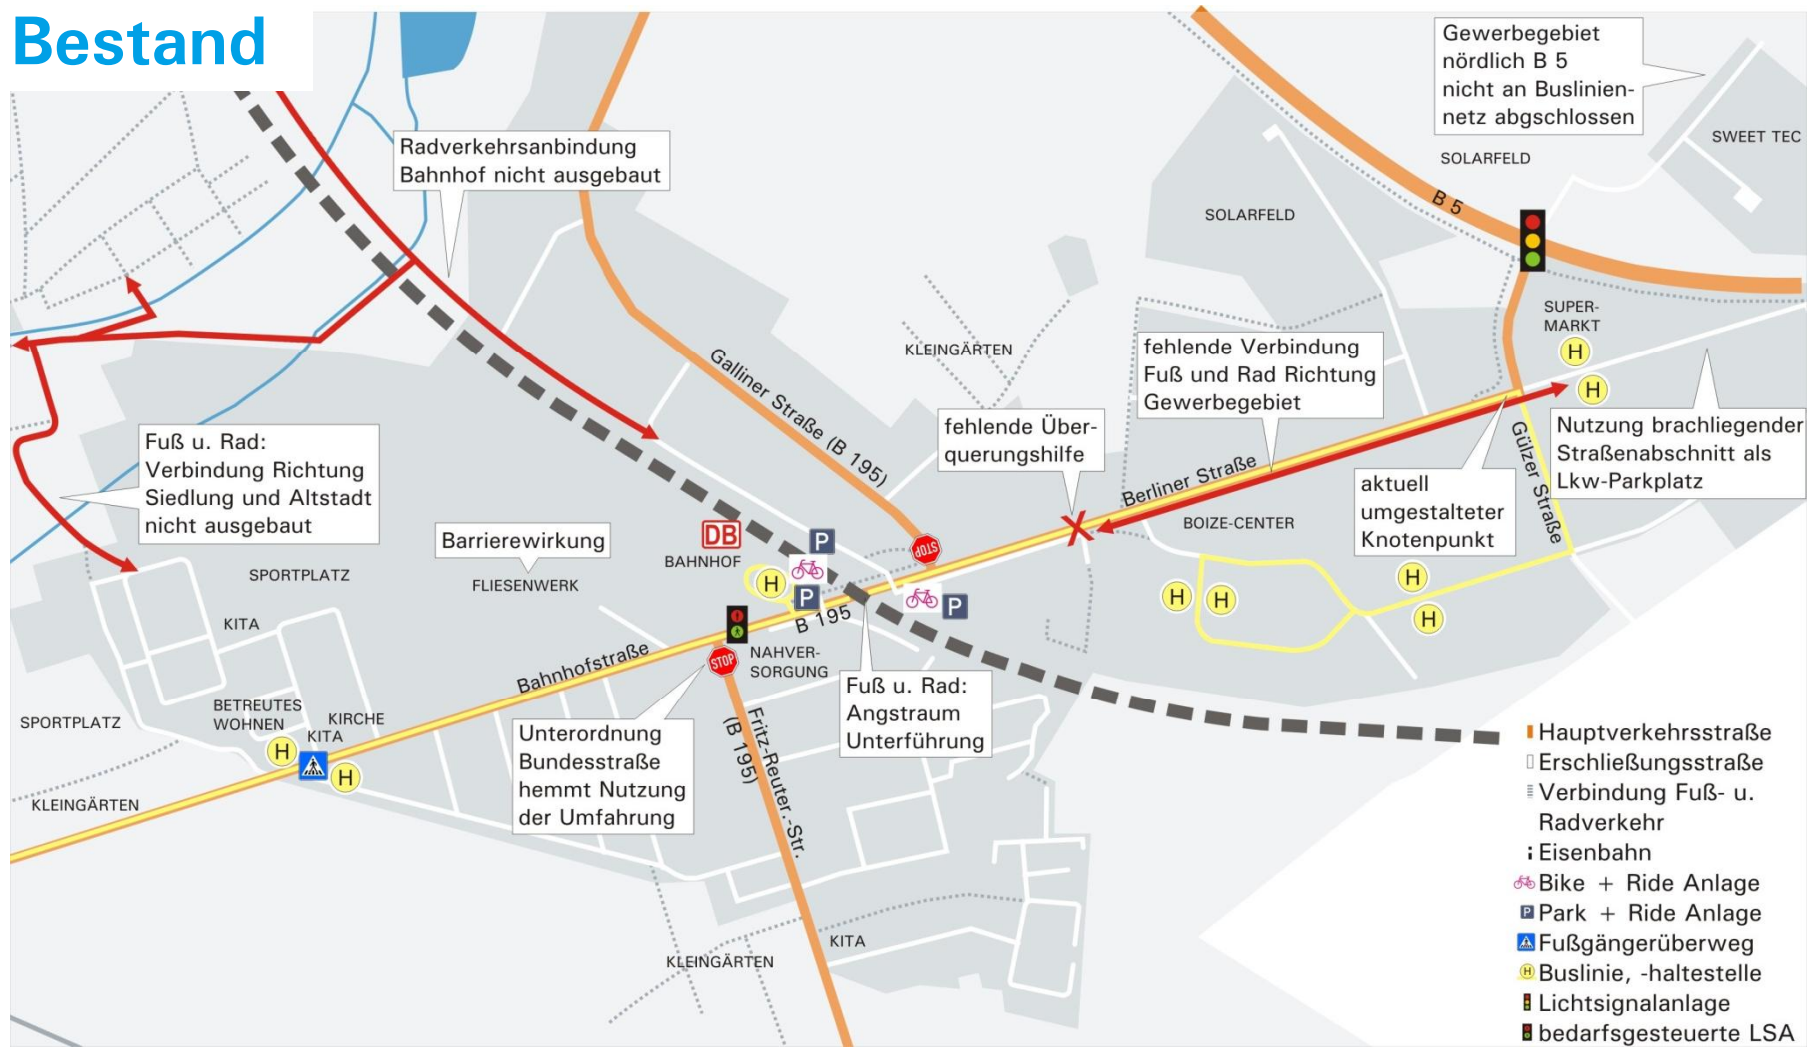 Bestand
Gewerbegebiet
nördlich B 5
nicht an Buslinien-
netz abgschlossen
SWEET TEC
SOLARFELD
Radverkehrsanbindung
Bahnhof nicht ausgebaut
B 5
SOLARFELD
SUPER-
MARKT
H
H
KLEINGÄRTEN
fehlende Verbindung
Fuß und Rad Richtung
Gewerbegebiet
Galliner Straße (B 195)
fehlende Über-
querungshilfe
Nutzung brachliegender
Straßenabschnitt als
Lkw-Parkplatz
Gülzer Straße
Fuß u. Rad:
Verbindung Richtung
Siedlung und Altstadt
nicht ausgebaut
Berliner Straße
aktuell
umgestalteter
Knotenpunkt
BOIZE-CENTER
Barrierewirkung
DB
BAHNHOF
P
STOP
SPORTPLATZ
FLIESENWERK
H
P
P
H
H
H
H
B 195
KITA
Bahnhofstraße
STOP
NAHVER-
SORGUNG
Fuß u. Rad:
Angstraum
Unterführung
BETREUTES
WOHNEN
KIRCHE
KITA
SPORTPLATZ
H
H
Unterordnung
Bundesstraße
hemmt Nutzung
der Umfahrung
Fritz-Reuter.-Str.
(B 195)
KLEINGÄRTEN
KITA
KLEINGÄRTEN
Hauptverkehrsstraße
Erschließungsstraße
Verbindung Fuß- u.
Radverkehr
Eisenbahn
Bike + Ride Anlage
P Park + Ride Anlage
Fußgängerüberweg
H Buslinie, -haltestelle
Lichtsignalanlage
bedarfsgesteuerte LSA